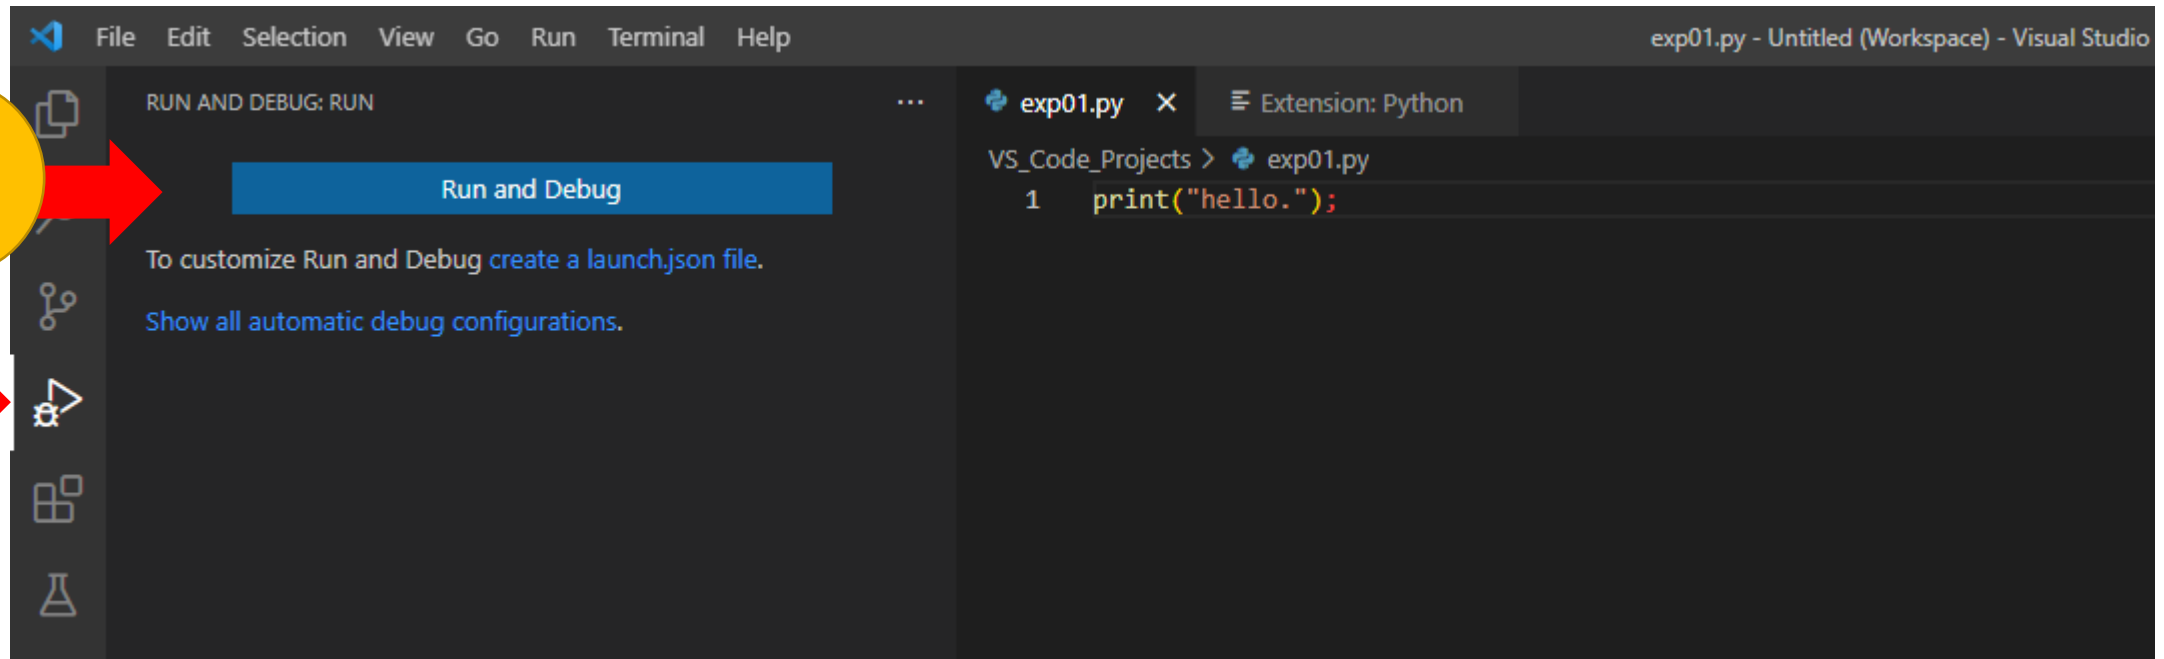 File Edit Selection View Go Run Terminal Help
exp01.py - Untitled (Workspace) - Visual Studio
RUN AND DEBUG: RUN
Run and Debug
To customize Run and Debug create a launch.json file.
Show all automatic debug configurations.
exp01.py
Extension: Python
VS_Code_Projects > exp01.py
1 print("hello.");